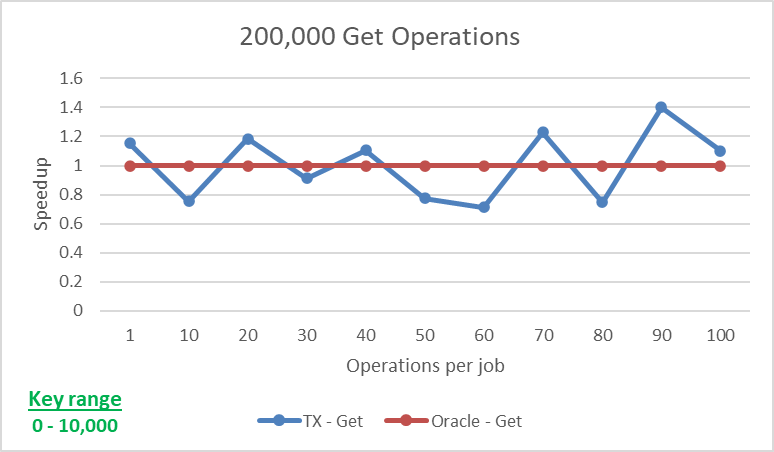 200,000 Get Operations
1.6
1.4
1.2
1
0.8
0.6
0.4
0.2
0
Speedup
1 10 20 30 40 50 60 70 80 90 100
Operations per job
Key range
0 - 10,000
TX - Get Oracle - Get